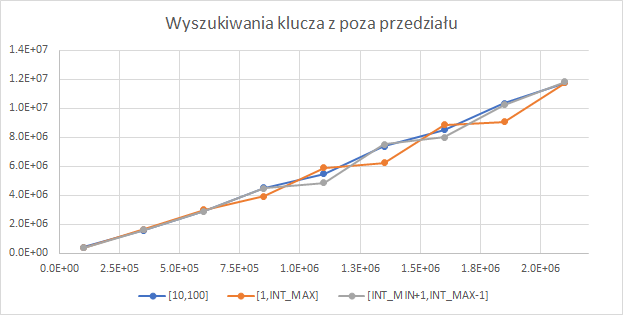 Wyszukiwania klucza z poza przedziału
1.4E+07
1.2E+07
1.0E+07
8.0E+06
6.0E+06
4.0E+06
2.0E+06
0.0E+00
0.0E+00 2.5E+05 5.0E+05 7.5E+05 1.0E+06 1.3E+06 1.5E+06 1.8E+06 2.0E+06
[10,100] [1,INT_MAX] [INT_MIN+1,INT_MAX-1]